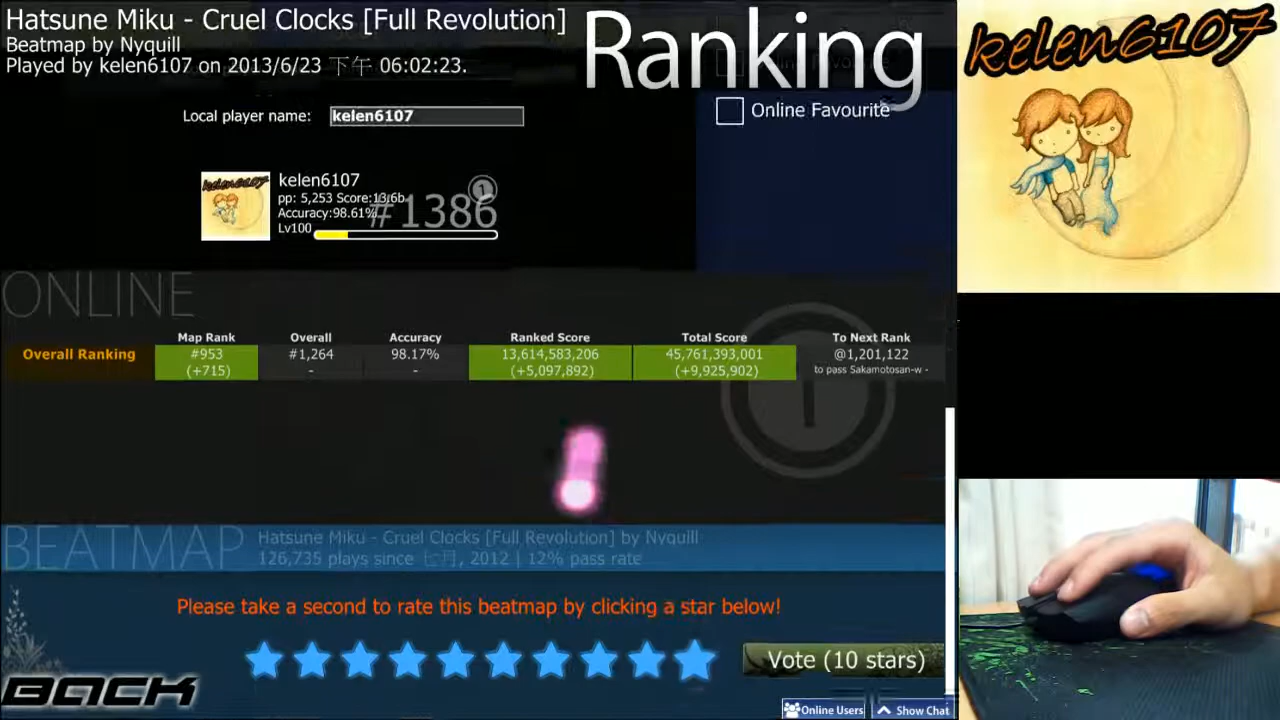 Hatsune Miku - Cruel Clocks [Full Revolution]
Beatmap by Nyquill
Played by kelen6107 on 2013/6/23 下午 06:02:23.
Ranking
kelen6107
Local player name: kelen6107
Online Favourite
kelen6107
kelen6107
pp: 5,253 Score:13.6b
Accuracy:98.61%
#1386
Lv100
ONLINE
Map Rank Overall Accuracy Ranked Score Total Score To Next Rank
Overall Ranking #953 #1,264 98.17% 13,614,583,206 45,761,393,001 @1,201,122
(+715) - - (+5,097,892) (+9,925,902) to pass Sakamotosan-w -
BEATMAP
Hatsune Miku - Cruel Clocks [Full Revolution] by Nyquill
126,735 plays since 七月, 2012 | 12% pass rate
Please take a second to rate this beatmap by clicking a star below!
Vote (10 stars)
BACK
Online Users
Show Chat